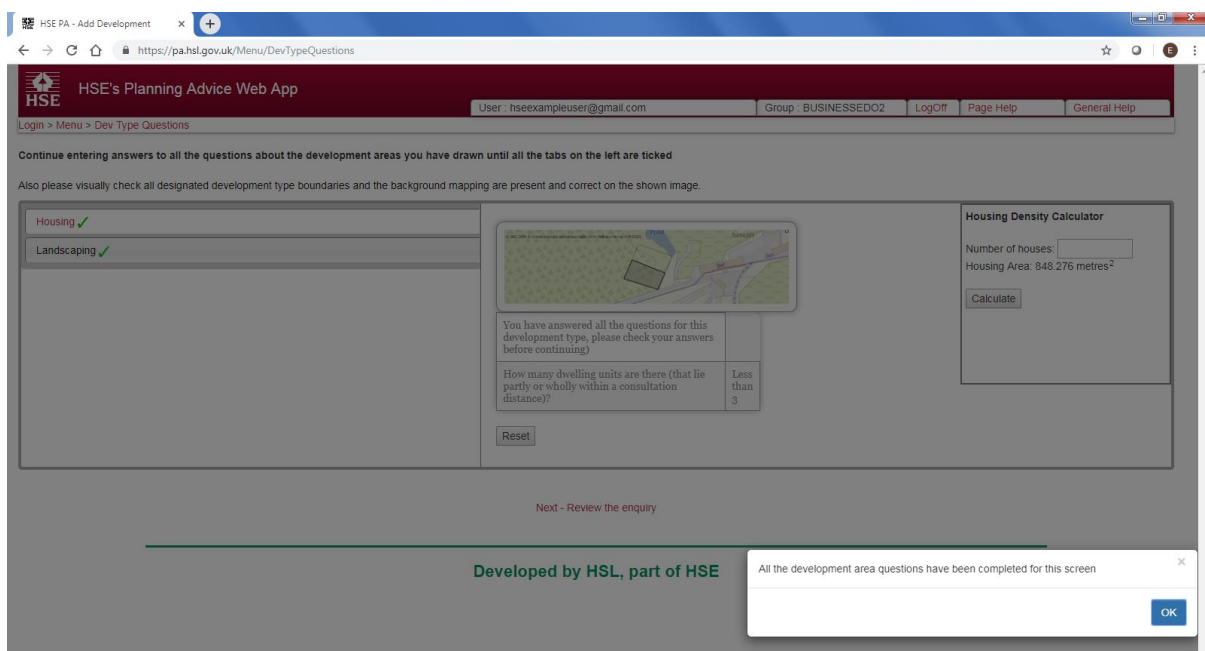 HSE PA - Add Development
https://pa.hsl.gov.uk/Menu/DevTypeQuestions
E
HSE
HSE's Planning Advice Web App
User : hseexampleuser@gmail.com
Group : BUSINESSEDO2
LogOff
Page Help
General Help
Login > Menu > Dev Type Questions
Continue entering answers to all the questions about the development areas you have drawn until all the tabs on the left are ticked
Also please visually check all designated development type boundaries and the background mapping are present and correct on the shown image.
Housing
Landscaping
You have answered all the questions for this
development type, please check your answers
before continuing)
How many dwelling units are there (that lie
partly or wholly within a consultation
distance)?
Less
than
3
Reset
Housing Density Calculator
Number of houses:
Housing Area: 848.276 metres²
Calculate
Next - Review the enquiry
Developed by HSL, part of HSE
All the development area questions have been completed for this screen
OK